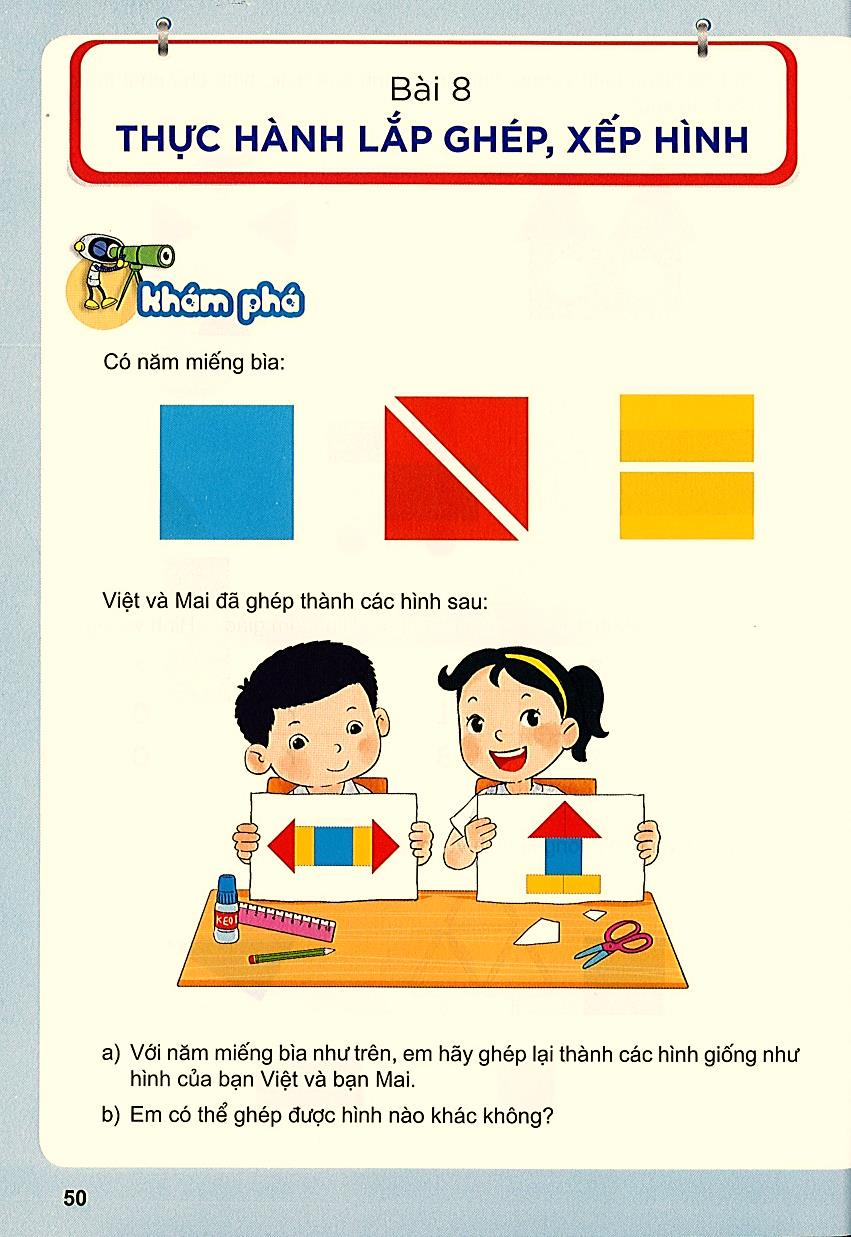 Bài 8
THỰC HÀNH LẮP GHÉP, XẾP HÌNH
khám phá
Có năm miếng bìa:
Việt và Mai đã ghép thành các hình sau:
KEO
a) Với năm miếng bìa như trên, em hãy ghép lại thành các hình giống như
hình của bạn Việt và bạn Mai.
b) Em có thể ghép được hình nào khác không?
50